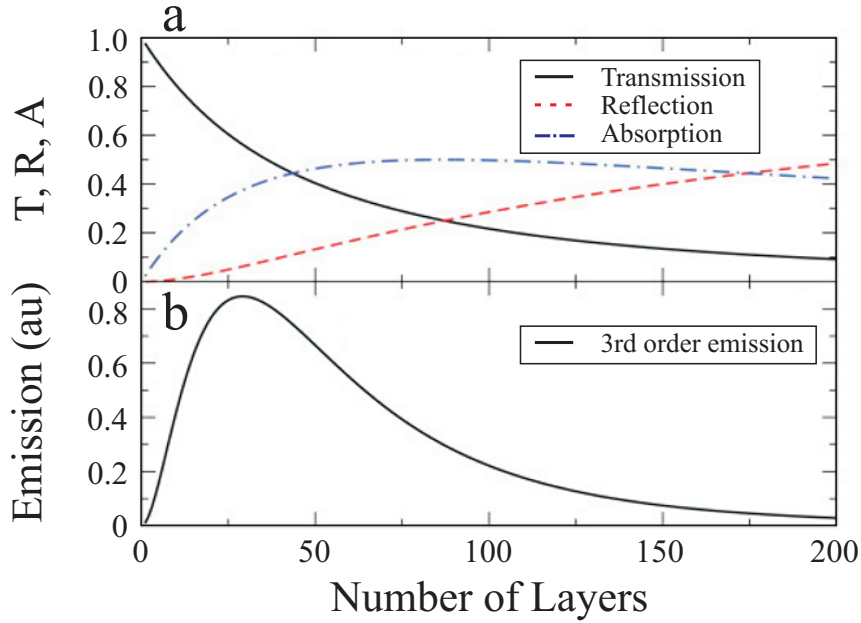 a
1.0
0.8
0.6
0.4
0.2
0
T, R, A
Transmission
Reflection
Absorption
b
0.8
0.6
0.4
0.2
0
Emission (au)
3rd order emission
0 50 100 150 200
Number of Layers